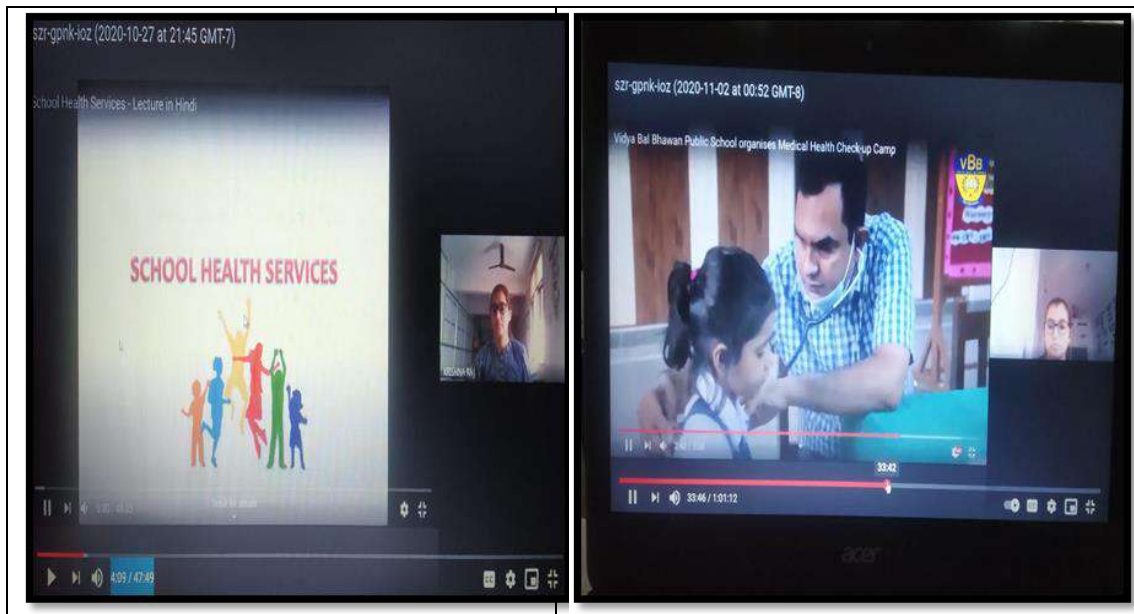 szr-gpnk-ioz (2020-10-27 at 21:45 GMT-7)
School Health Services - Lecture in Hindi
SCHOOL HEALTH SERVICES
4:09 / 47:49
szr-gpnk-ioz (2020-11-02 at 00:52 GMT-8)
Vidya Bal Bhawan Public School organises Medical Health Check-up Camp
VBB
33:42
33:46 / 1:01:12
acer